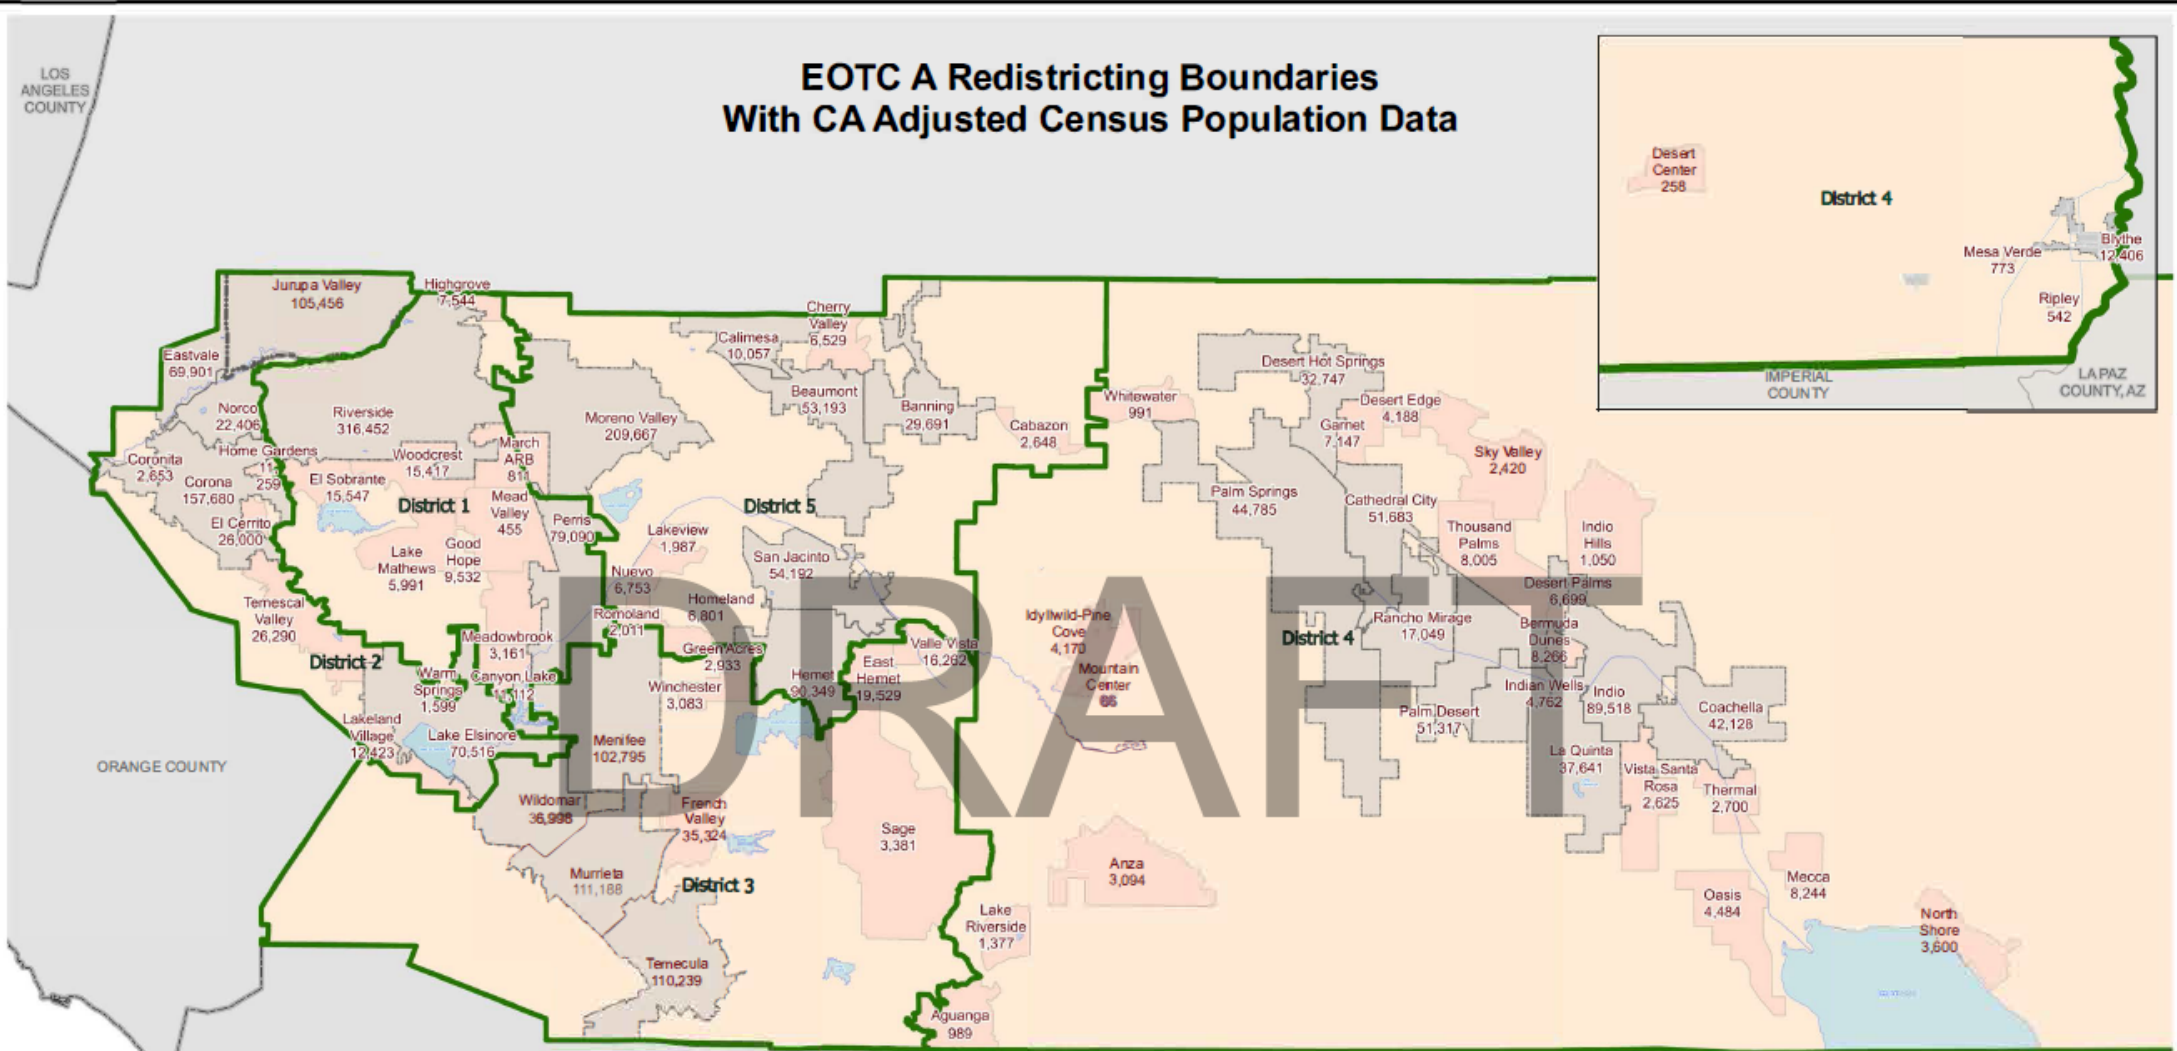 EOTC A Redistricting Boundaries
With CA Adjusted Census Population Data
LOS
ANGELES
COUNTY
Desert
Center
258
District 4
Mesa Verde
773
Blythe
12,406
Ripley
542
IMPERIAL
COUNTY
LA PAZ
COUNTY, AZ
Jurupa Valley
105,456
Highgrove
7,544
Eastvale
69,901
Norco
22,406
Riverside
316,452
Home Gardens
11,
259
Coronita
2,653
Corona
157,680
El Cerrito
26,000
El Sobrante
15,547
Woodcrest
15,417
March
ARB
811
District 1
Mead
Valley
455
Perris
79,090
Lake
Mathews
5,991
Good
Hope
9,532
Temescal
Valley
26,290
District 2
Meadowbrook
3,161
Warm
Springs
1,599
Canyon Lake
11,112
Lakeland
Village
12,423
Lake Elsinore
70,516
ORANGE COUNTY
Calimesa
10,057
Cherry
Valley
6,529
Beaumont
53,193
Banning
29,691
Cabazon
2,648
Moreno Valley
209,667
District 5
Lakeview
1,987
Nuevo
6,753
San Jacinto
54,192
Homeland
6,801
Romoland
2,011
Green Acres
2,933
Winchester
3,083
Hemet
90,349
East
Hemet
19,529
Valle Vista
16,262
Menifee
102,795
Wildomar
36,998
French
Valley
35,324
Murrieta
111,188
District 3
Temecula
110,239
Sage
3,381
Lake
Riverside
1,377
Aguanga
989
Anza
3,094
Idyllwild-Pine
Cove
4,170
Mountain
Center
66
Whitewater
991
Desert Hot Springs
32,747
Desert Edge
4,188
Garnet
7,147
Sky Valley
2,420
Palm Springs
44,785
Cathedral City
51,683
Thousand
Palms
8,005
Indio
Hills
1,050
Desert Palms
6,699
Rancho Mirage
17,049
District 4
Bermuda
Dunes
8,266
Indian Wells
4,762
Indio
89,518
Palm Desert
51,317
Coachella
42,128
La Quinta
37,641
Vista Santa
Rosa
2,625
Thermal
2,700
Mecca
8,244
Oasis
4,484
North
Shore
3,600
DRAFT